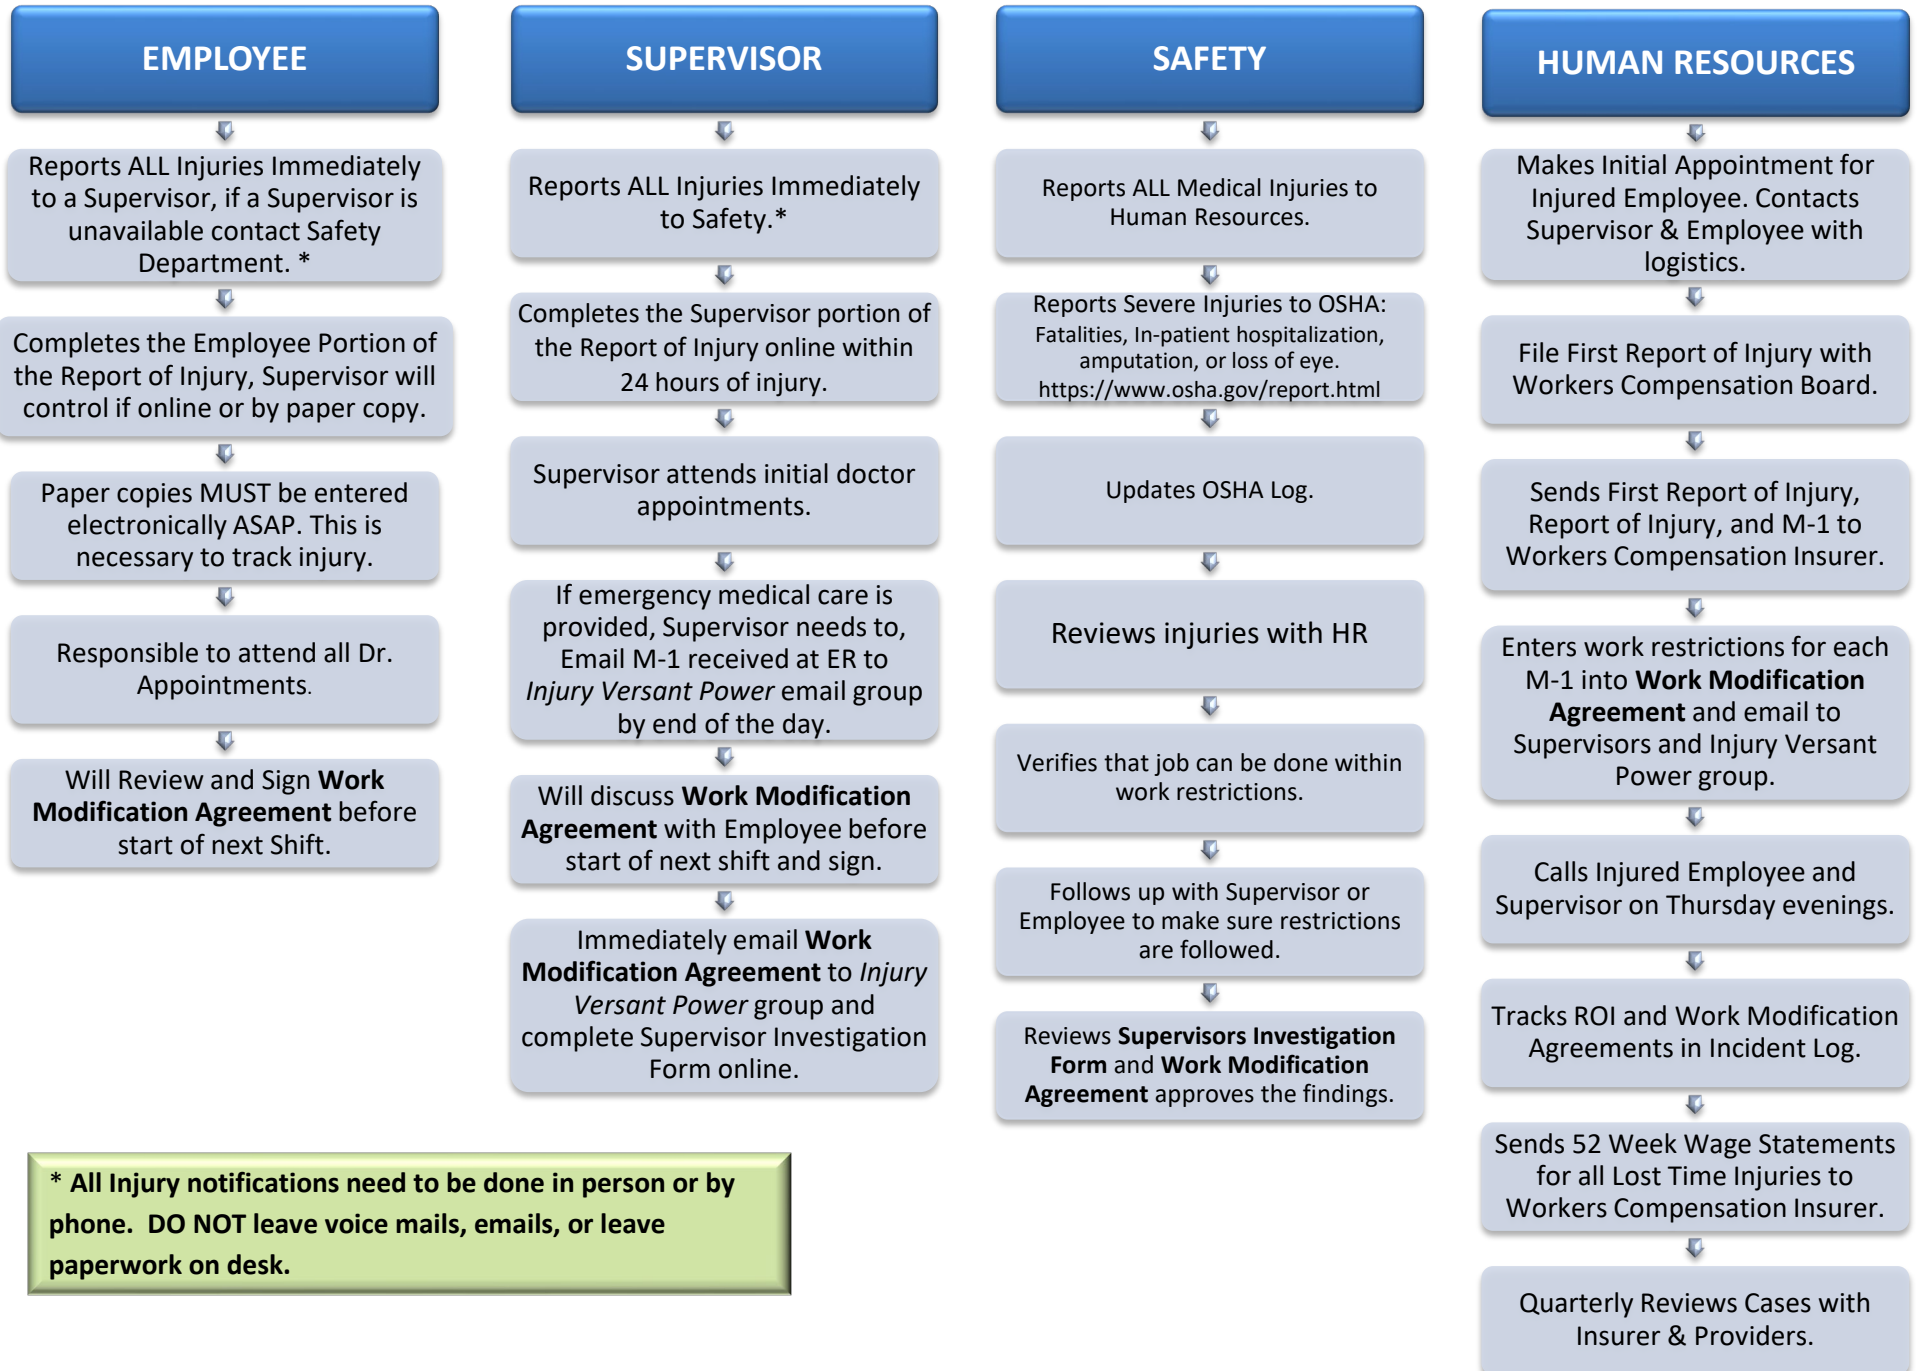 EMPLOYEE
Reports ALL Injuries Immediately
to a Supervisor, if a Supervisor is
unavailable contact Safety
Department. *
Completes the Employee Portion of
the Report of Injury, Supervisor will
control if online or by paper copy.
Paper copies MUST be entered
electronically ASAP. This is
necessary to track injury.
Responsible to attend all Dr.
Appointments.
Will Review and Sign Work
Modification Agreement before
start of next Shift.
SUPERVISOR
Reports ALL Injuries Immediately
to Safety.*
Completes the Supervisor portion of
the Report of Injury online within
24 hours of injury.
Supervisor attends initial doctor
appointments.
If emergency medical care is
provided, Supervisor needs to,
Email M-1 received at ER to
Injury Versant Power email group
by end of the day.
Will discuss Work Modification
Agreement with Employee before
start of next shift and sign.
Immediately email Work
Modification Agreement to Injury
Versant Power group and
complete Supervisor Investigation
Form online.
SAFETY
Reports ALL Medical Injuries to
Human Resources.
Reports Severe Injuries to OSHA:
Fatalities, In-patient hospitalization,
amputation, or loss of eye.
https://www.osha.gov/report.html
Updates OSHA Log.
Reviews injuries with HR
Verifies that job can be done within
work restrictions.
Follows up with Supervisor or
Employee to make sure restrictions
are followed.
Reviews Supervisors Investigation
Form and Work Modification
Agreement approves the findings.
HUMAN RESOURCES
Makes Initial Appointment for
Injured Employee. Contacts
Supervisor & Employee with
logistics.
File First Report of Injury with
Workers Compensation Board.
Sends First Report of Injury,
Report of Injury, and M-1 to
Workers Compensation Insurer.
Enters work restrictions for each
M-1 into Work Modification
Agreement and email to
Supervisors and Injury Versant
Power group.
Calls Injured Employee and
Supervisor on Thursday evenings.
Tracks ROI and Work Modification
Agreements in Incident Log.
Sends 52 Week Wage Statements
for all Lost Time Injuries to
Workers Compensation Insurer.
Quarterly Reviews Cases with
Insurer & Providers.
* All Injury notifications need to be done in person or by
phone.  DO NOT leave voice mails, emails, or leave
paperwork on desk.